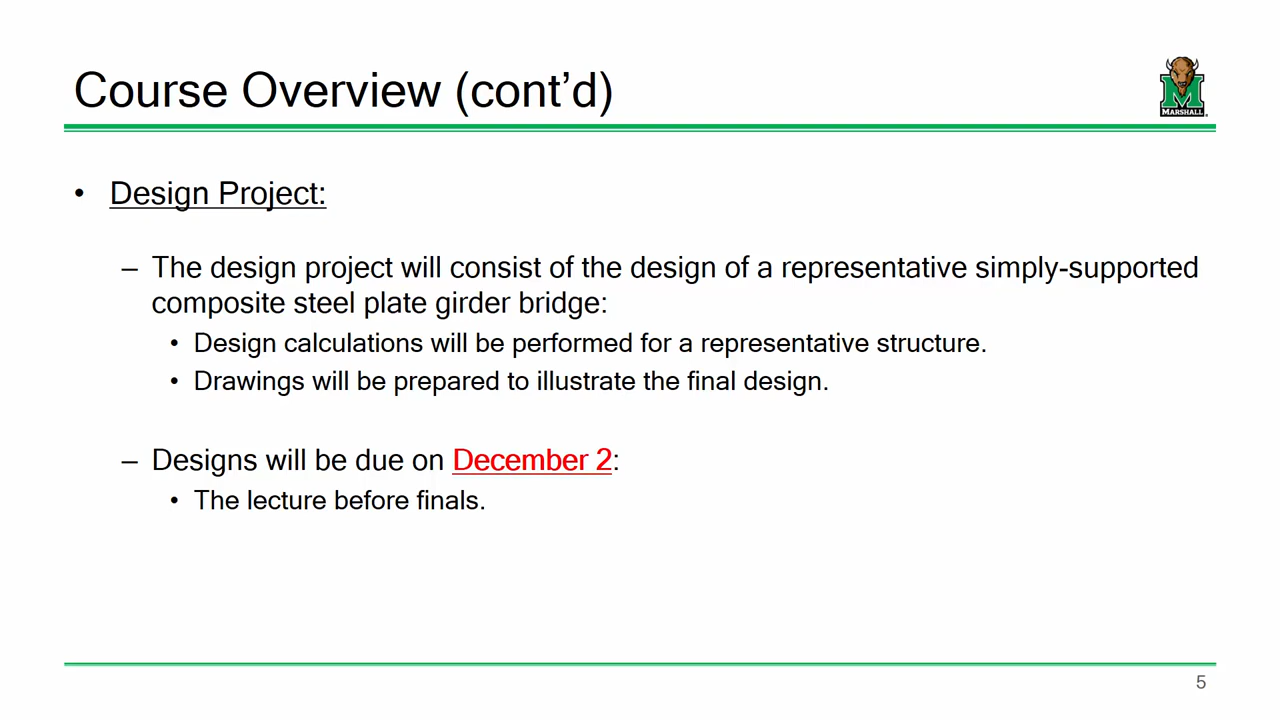 Course Overview (cont’d)
MARSHALL
• Design Project:
– The design project will consist of the design of a representative simply-supported
composite steel plate girder bridge:
• Design calculations will be performed for a representative structure.
• Drawings will be prepared to illustrate the final design.
– Designs will be due on December 2:
• The lecture before finals.
5